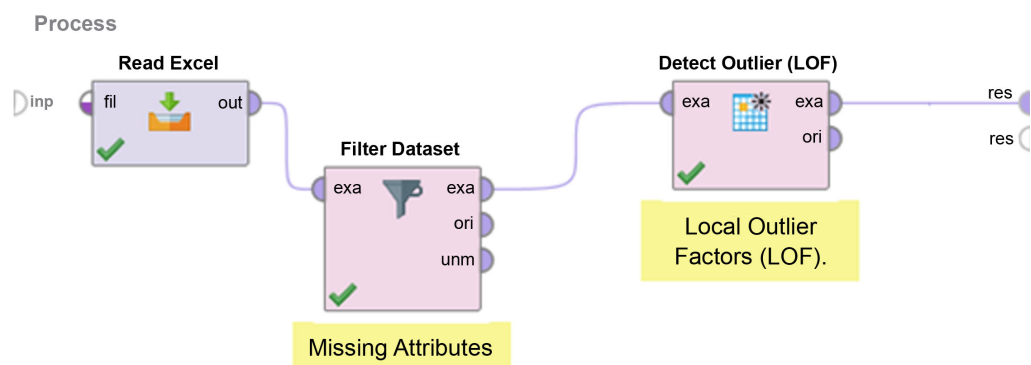 Process
Read Excel
inp
fil
out
Filter Dataset
exa
exa
ori
unm
Missing Attributes
Detect Outlier (LOF)
exa
exa
ori
Local Outlier
Factors (LOF).
res
res